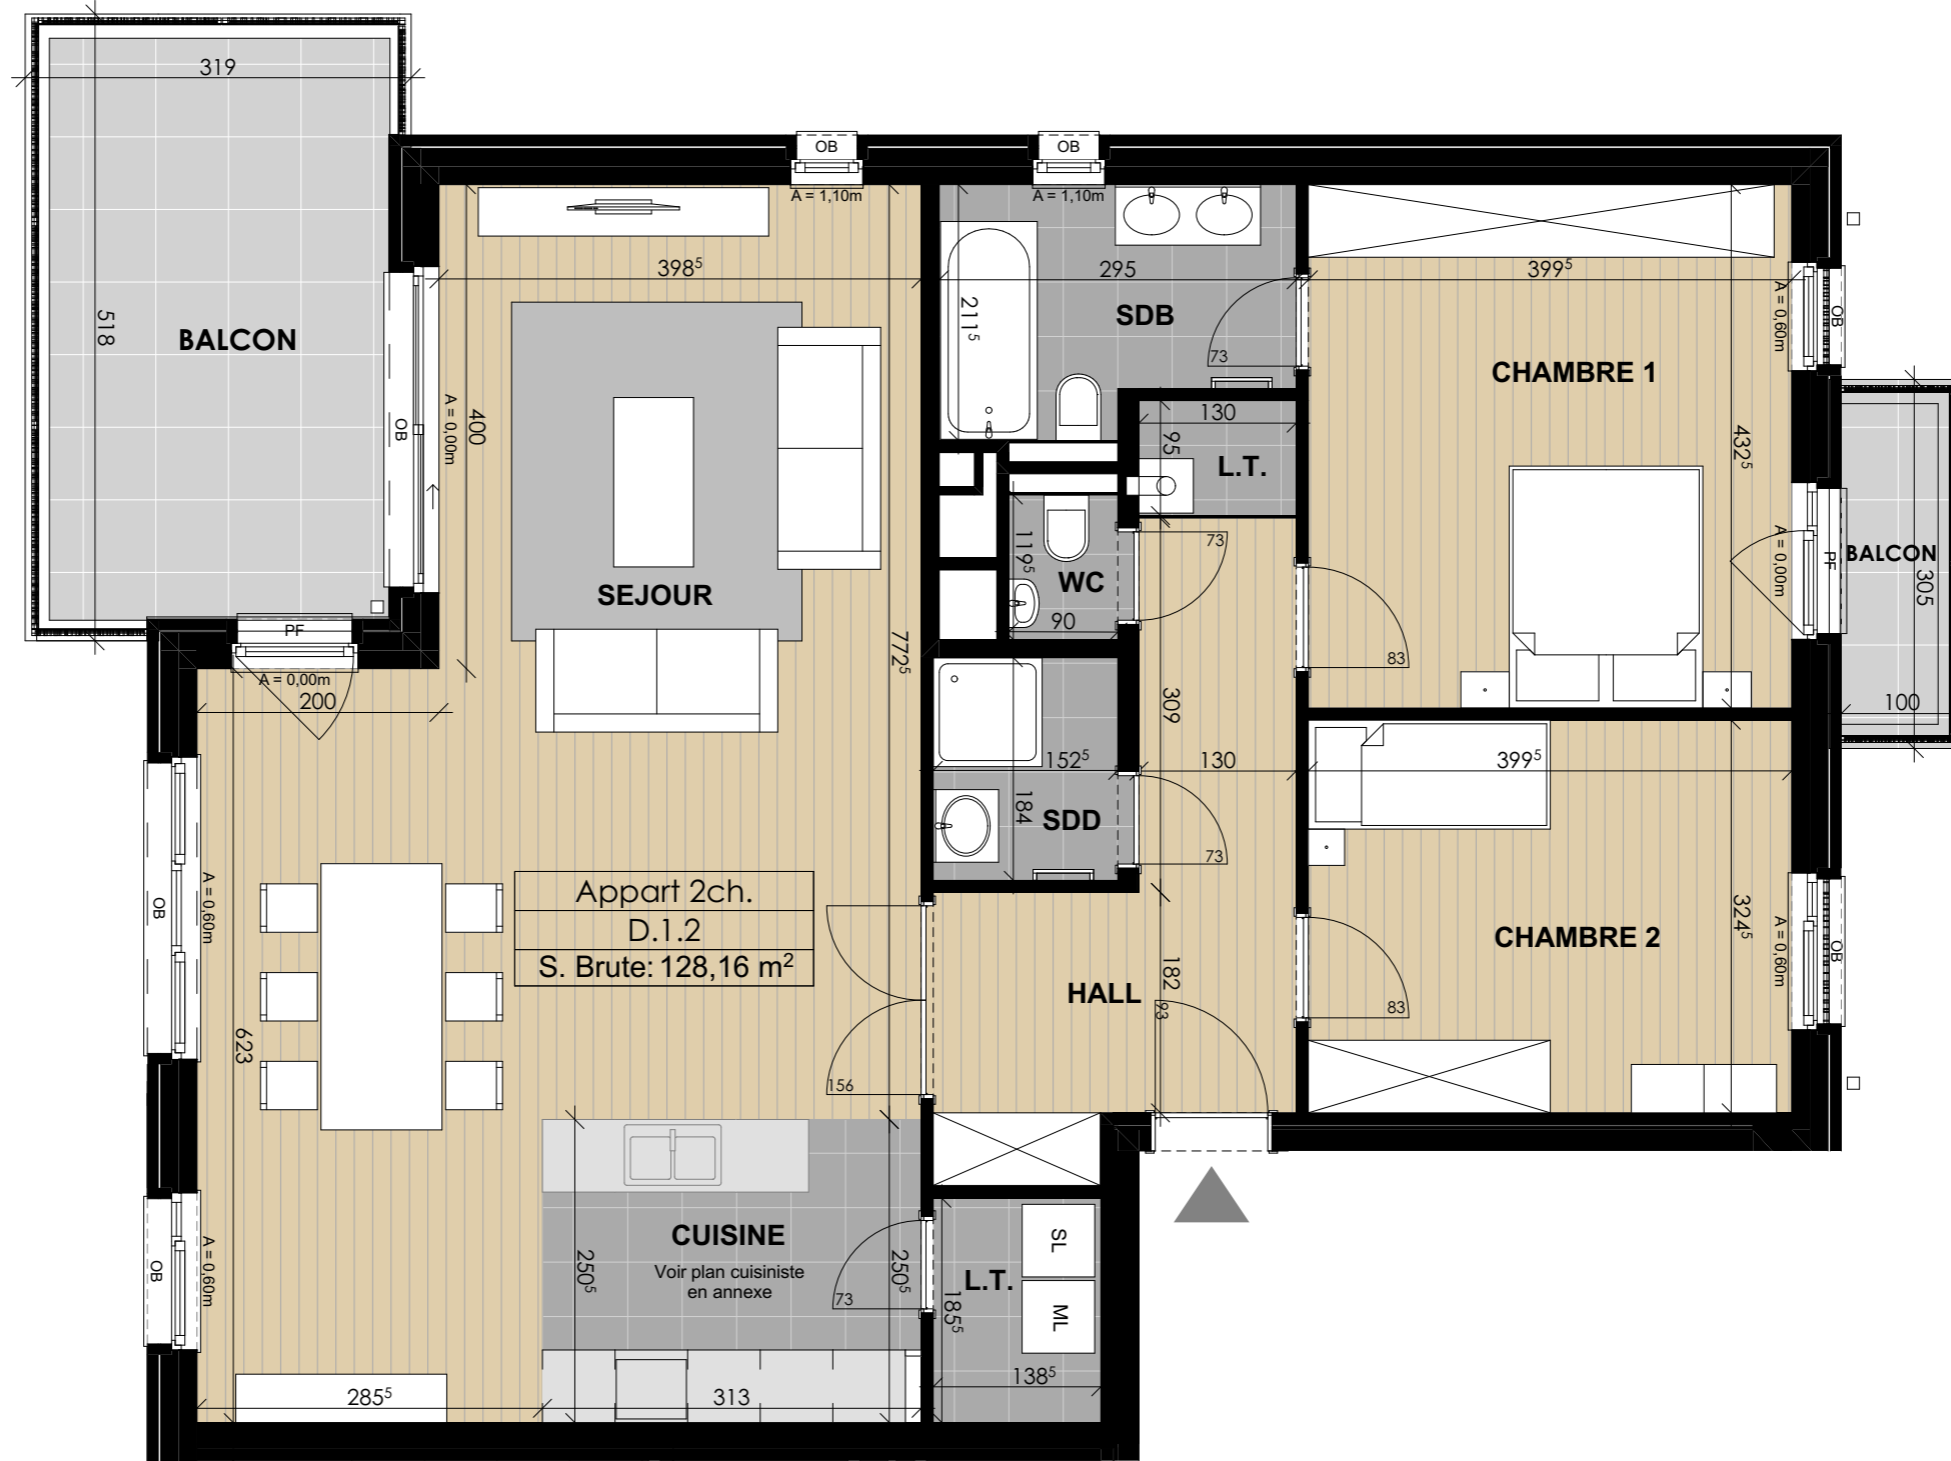 319
518
BALCON
OB
A = 1,10m
OB
A = 1,10m
398⁵
400
A = 0,00m
OB
SEJOUR
772⁵
295
211⁵
SDB
73
399⁵
CHAMBRE 1
432⁵
A = 0,60m
OB
130
95
L.T.
119⁵
WC
90
73
83
A = 0,00m
PF
BALCON
305
100
PF
A = 0,00m
200
309
152⁵
184
SDD
130
73
399⁵
CHAMBRE 2
324⁵
A = 0,60m
OB
83
Appart 2ch.
D.1.2
S. Brute: 128,16 m²
OB
A = 0,60m
623
HALL
182
93
156
CUISINE
Voir plan cuisiniste
en annexe
250⁵
250⁵
73
L.T.
185⁵
SL
ML
138⁵
OB
A = 0,60m
285⁵
313